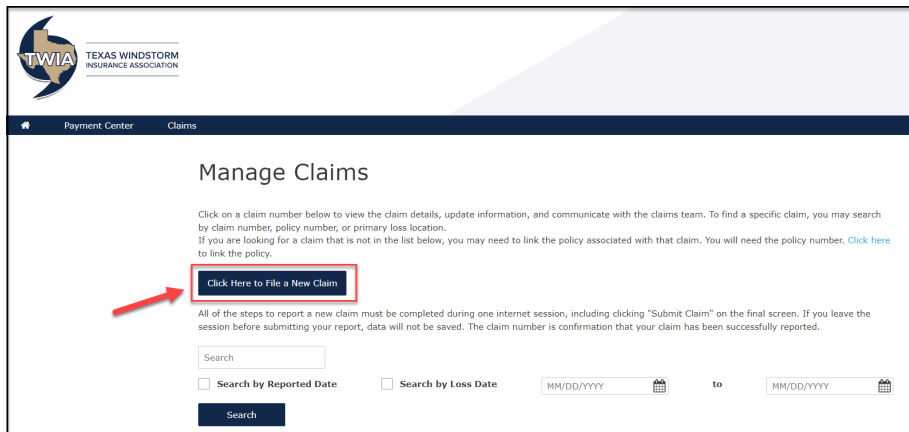 TWIA
TEXAS WINDSTORM
INSURANCE ASSOCIATION
Payment Center Claims
Manage Claims
Click on a claim number below to view the claim details, update information, and communicate with the claims team. To find a specific claim, you may search
by claim number, policy number, or primary loss location.
If you are looking for a claim that is not in the list below, you may need to link the policy associated with that claim. You will need the policy number. Click here
to link the policy.
Click Here to File a New Claim
All of the steps to report a new claim must be completed during one internet session, including clicking "Submit Claim" on the final screen. If you leave the
session before submitting your report, data will not be saved. The claim number is confirmation that your claim has been successfully reported.
Search
Search by Reported Date Search by Loss Date MM/DD/YYYY to MM/DD/YYYY
Search